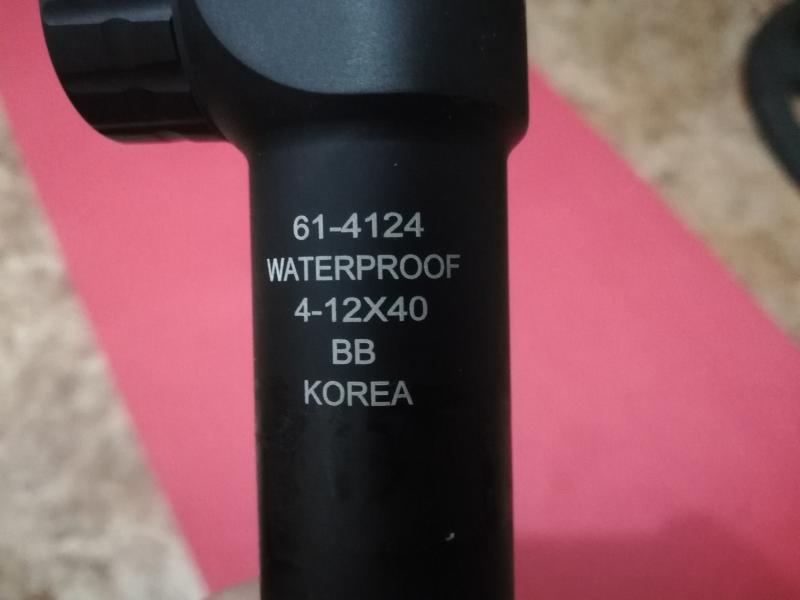 61-4124
WATERPROOF
4-12X40
BB
KOREA